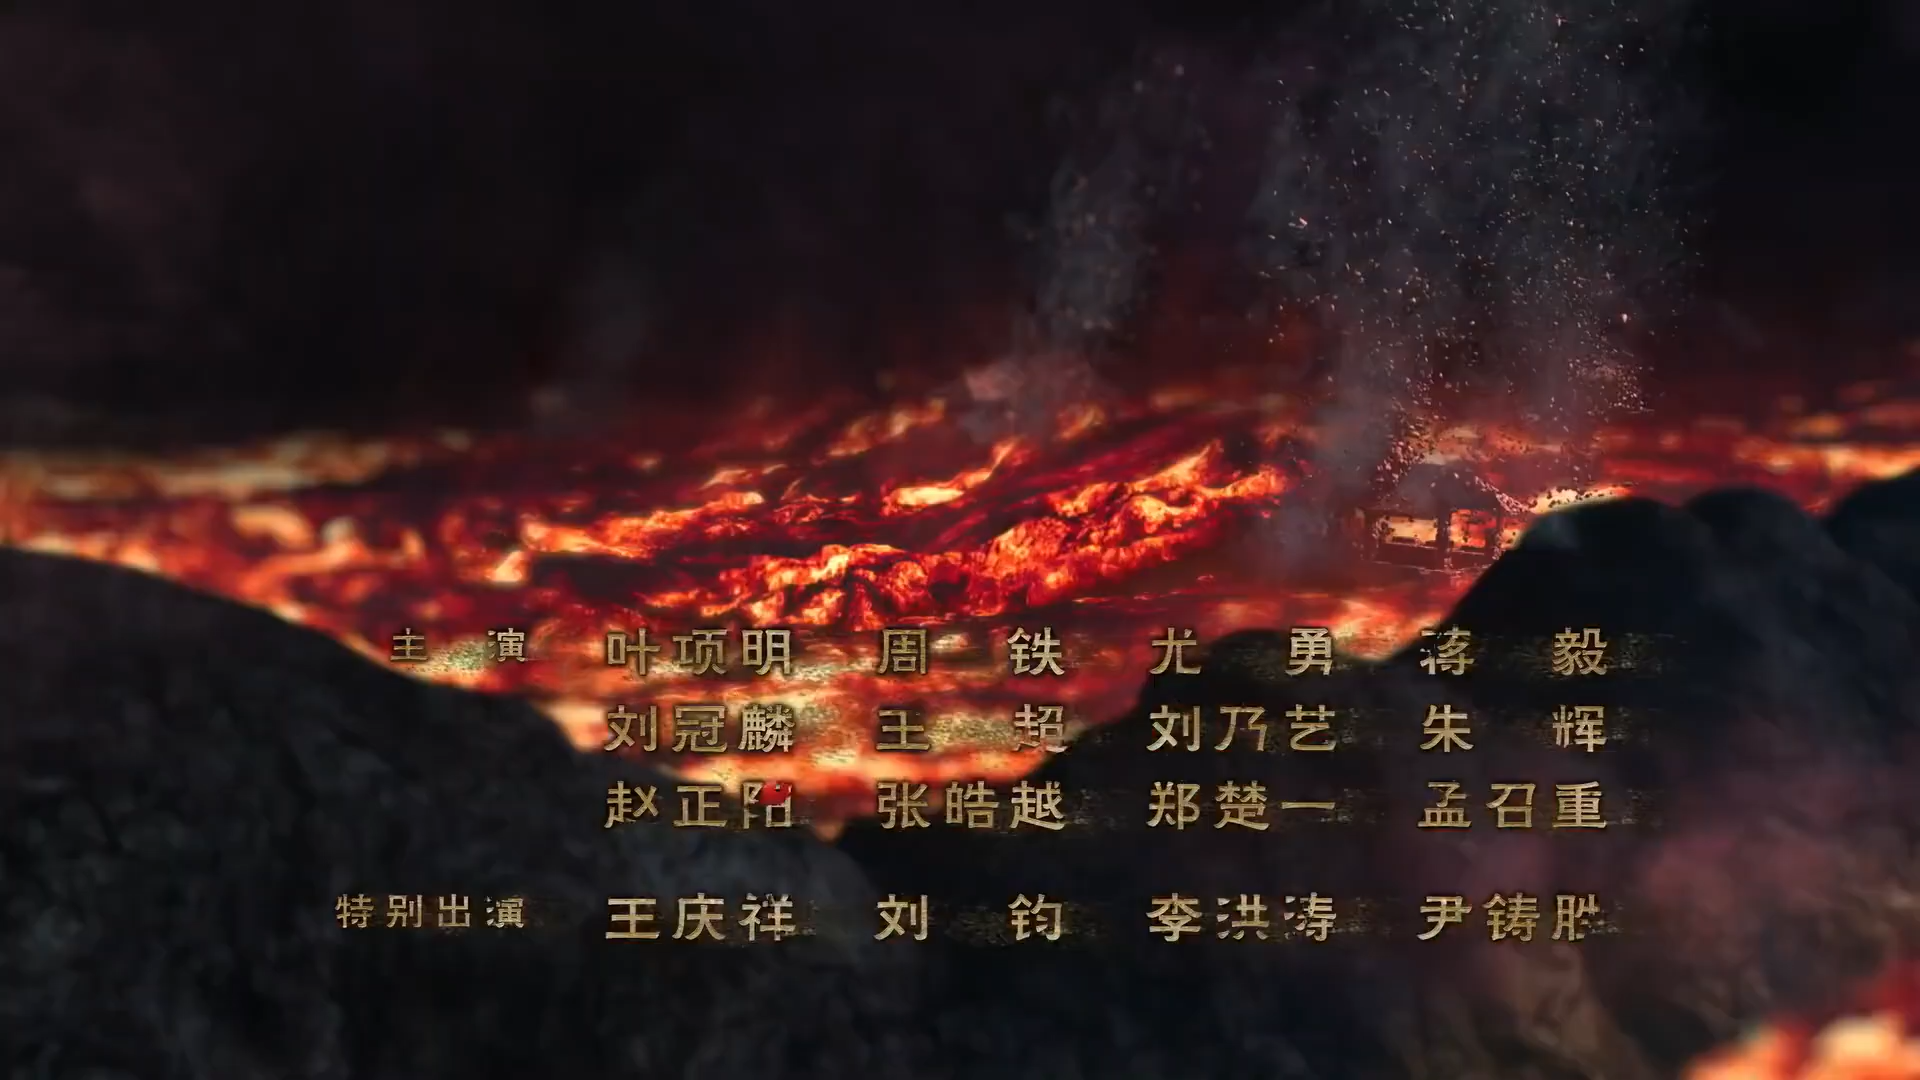 主 演 叶项明 周 铁 尤 勇 蒋 毅
刘冠麟 王 超 刘乃艺 朱 辉
赵正阳 张皓越 郑楚一 孟召重
特别出演 王庆祥 刘 钧 李洪涛 尹铸胜